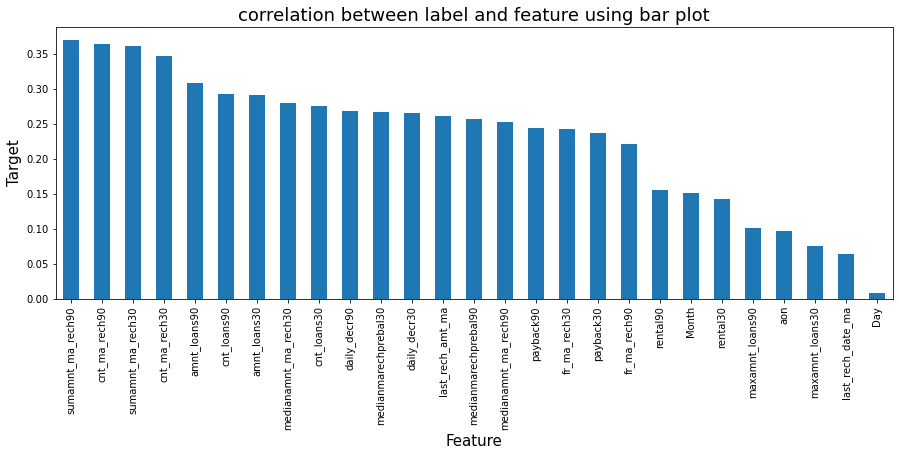 correlation between label and feature using bar plot
Target
0.35
0.30
0.25
0.20
0.15
0.10
0.05
0.00
sumamnt_ma_rech90
cnt_ma_rech90
sumamnt_ma_rech30
cnt_ma_rech30
amnt_loans90
cnt_loans90
amnt_loans30
medianamnt_ma_rech30
cnt_loans30
daily_decr90
medianmarechprebal30
daily_decr30
last_rech_amt_ma
medianmarechprebal90
medianamnt_ma_rech90
payback90
fr_ma_rech30
payback30
fr_ma_rech90
rental90
Month
rental30
maxamnt_loans90
aon
maxamnt_loans30
last_rech_date_ma
Day
Feature